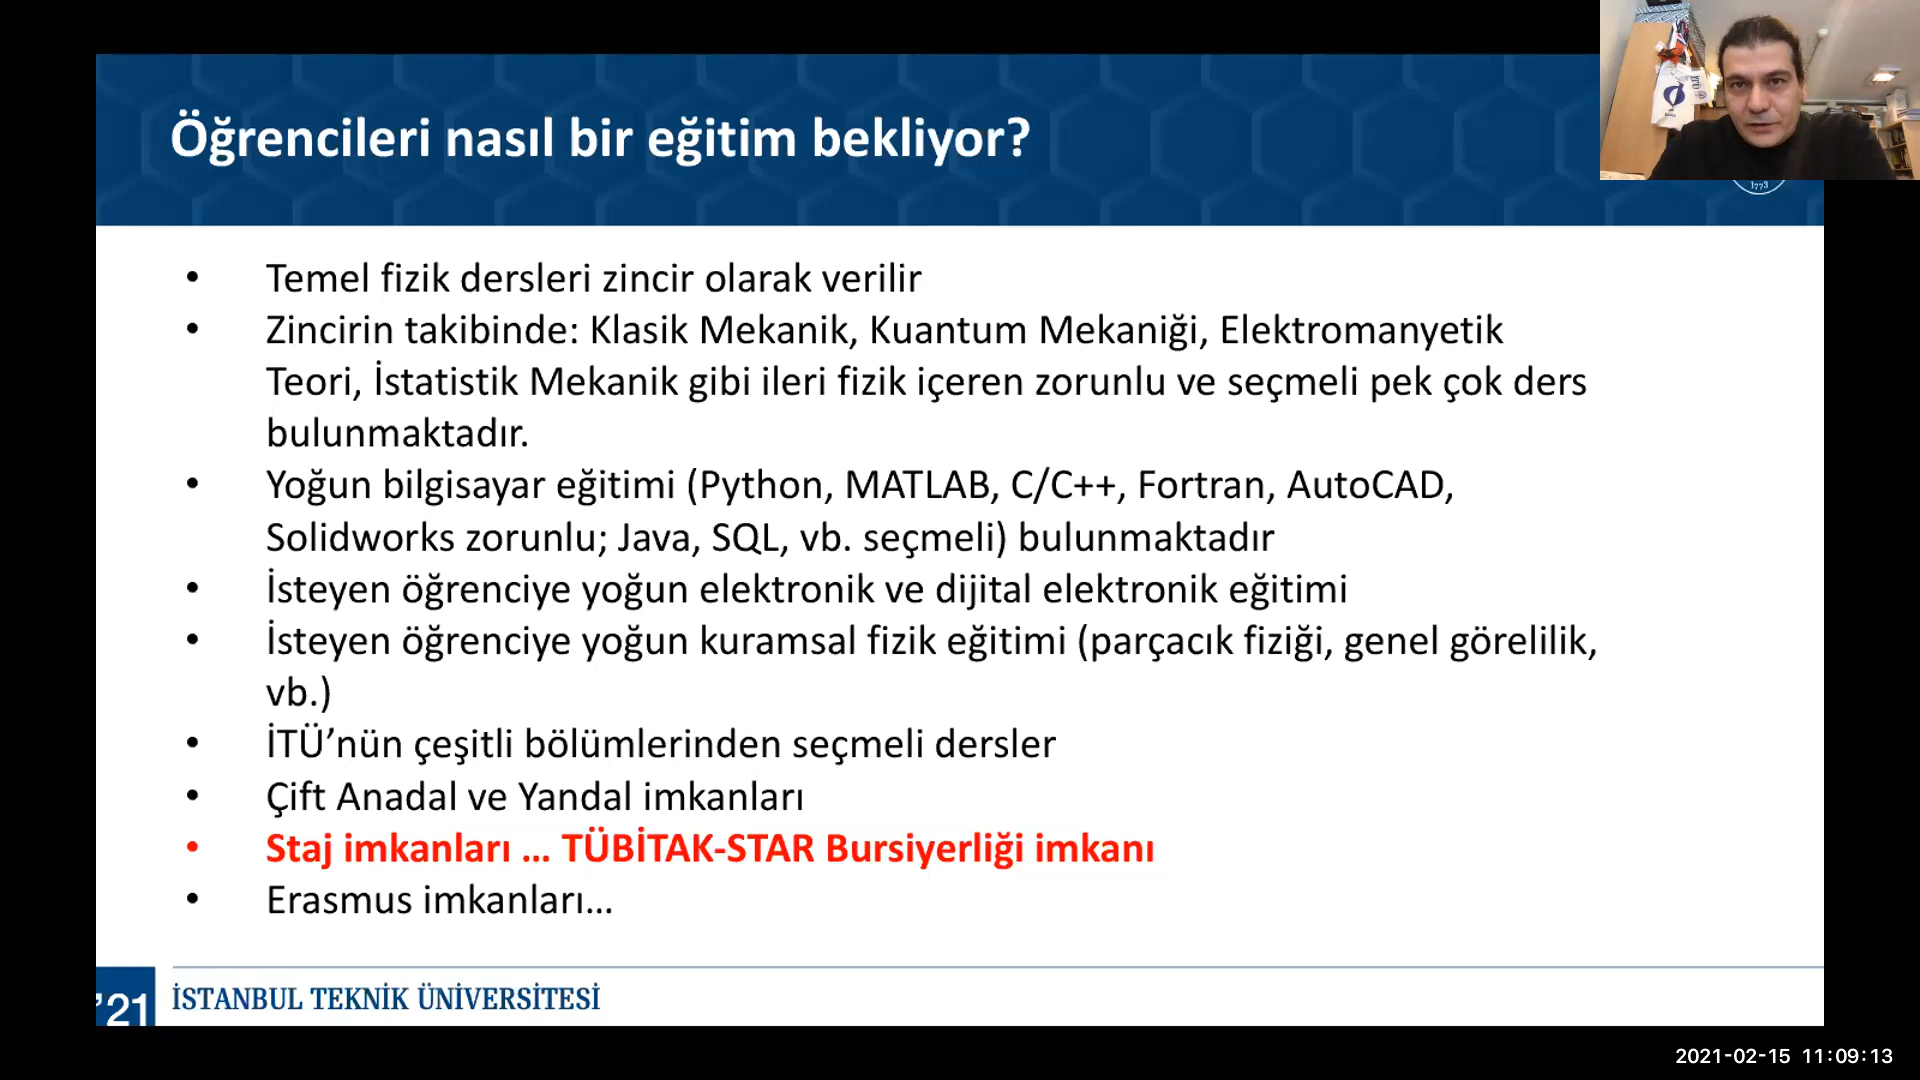 Öğrencileri nasıl bir eğitim bekliyor?
1773
• Temel fizik dersleri zincir olarak verilir
• Zincirin takibinde: Klasik Mekanik, Kuantum Mekaniği, Elektromanyetik
Teori, İstatistik Mekanik gibi ileri fizik içeren zorunlu ve seçmeli pek çok ders
bulunmaktadır.
• Yoğun bilgisayar eğitimi (Python, MATLAB, C/C++, Fortran, AutoCAD,
Solidworks zorunlu; Java, SQL, vb. seçmeli) bulunmaktadır
• İsteyen öğrenciye yoğun elektronik ve dijital elektronik eğitimi
• İsteyen öğrenciye yoğun kuramsal fizik eğitimi (parçacık fiziği, genel görelilik,
vb.)
• İTÜ’nün çeşitli bölümlerinden seçmeli dersler
• Çift Anadal ve Yandal imkanları
• Staj imkanları … TÜBİTAK-STAR Bursiyerliği imkanı
• Erasmus imkanları…
’21
İSTANBUL TEKNİK ÜNİVERSİTESİ
2021-02-15 11:09:13